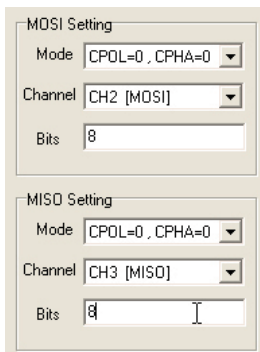 MOSI Setting
Mode CPOL=0 , CPHA=0
Channel CH2 [MOSI]
Bits 8
MISO Setting
Mode CPOL=0 , CPHA=0
Channel CH3 [MISO]
Bits 8